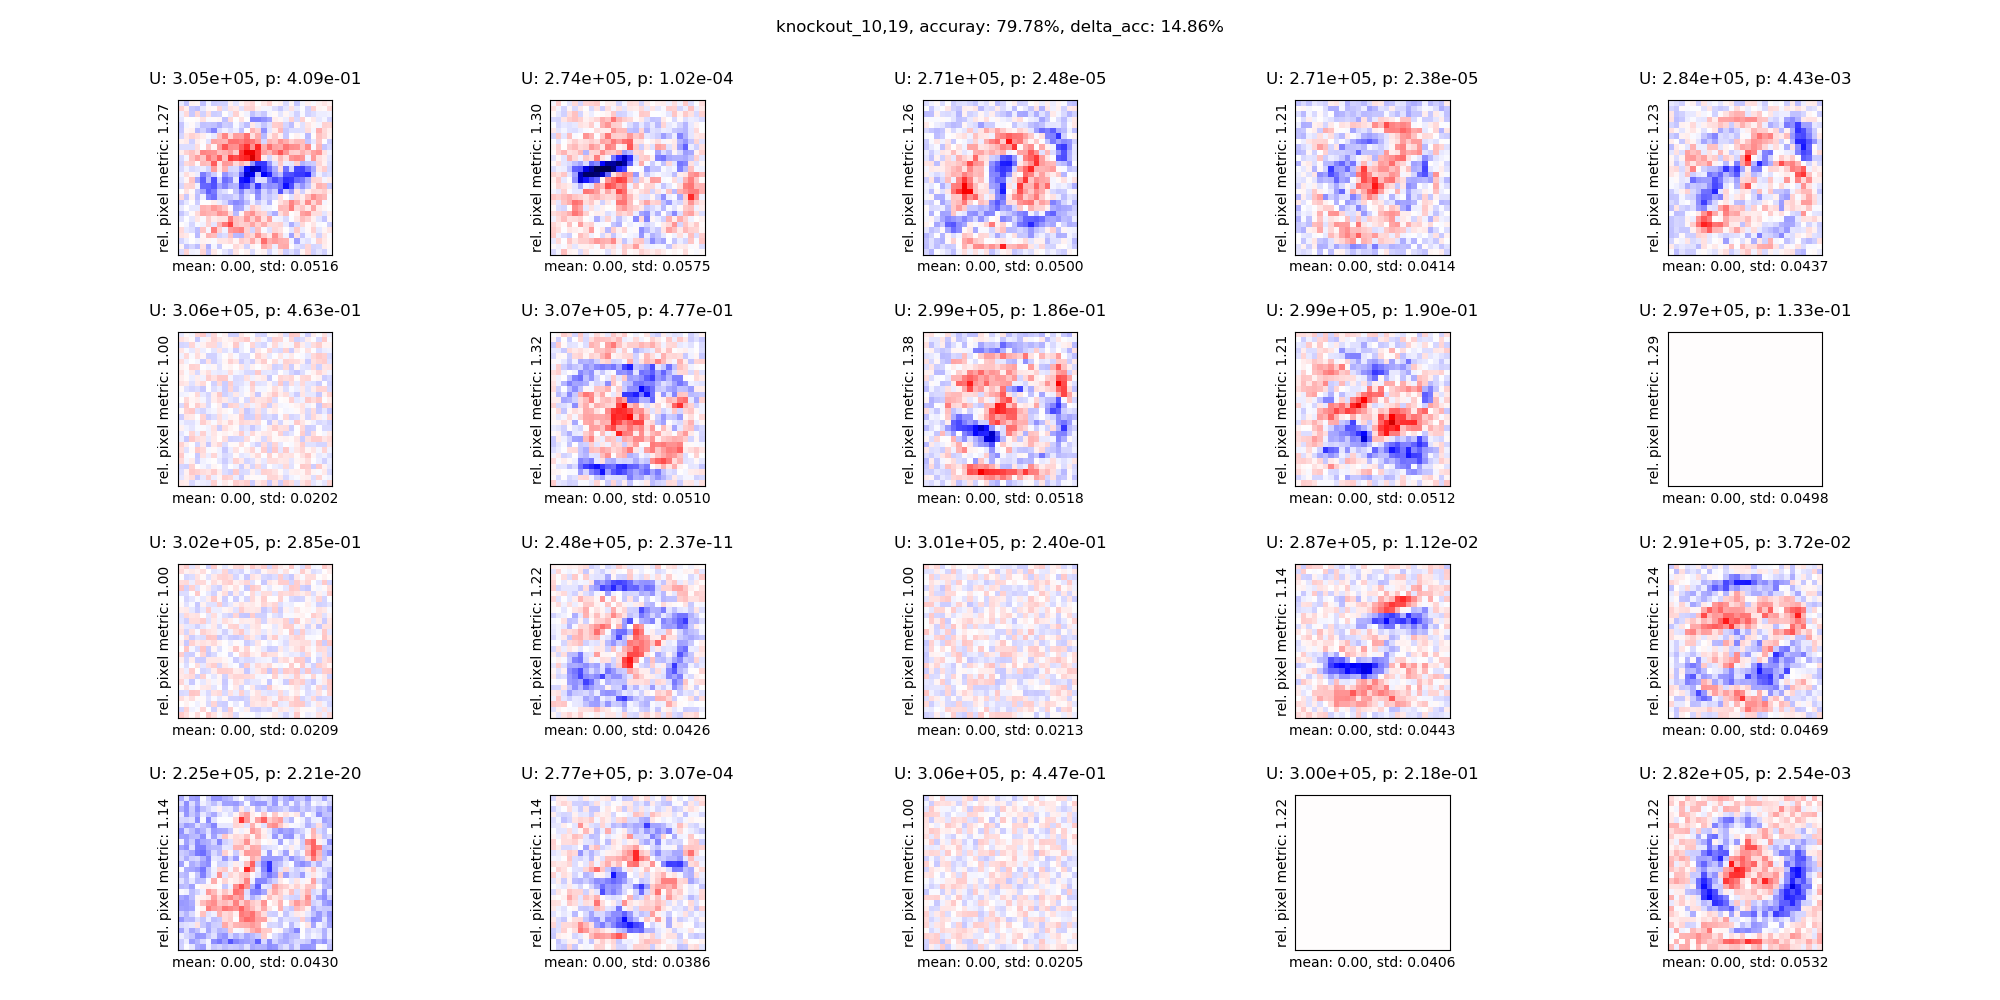 knockout_10,19, accuray: 79.78%, delta_acc: 14.86%
U: 3.05e+05, p: 4.09e-01
rel. pixel metric: 1.27
mean: 0.00, std: 0.0516
U: 2.74e+05, p: 1.02e-04
rel. pixel metric: 1.30
mean: 0.00, std: 0.0575
U: 2.71e+05, p: 2.48e-05
rel. pixel metric: 1.26
mean: 0.00, std: 0.0500
U: 2.71e+05, p: 2.38e-05
rel. pixel metric: 1.21
mean: 0.00, std: 0.0414
U: 2.84e+05, p: 4.43e-03
rel. pixel metric: 1.23
mean: 0.00, std: 0.0437
U: 3.06e+05, p: 4.63e-01
rel. pixel metric: 1.00
mean: 0.00, std: 0.0202
U: 3.07e+05, p: 4.77e-01
rel. pixel metric: 1.32
mean: 0.00, std: 0.0510
U: 2.99e+05, p: 1.86e-01
rel. pixel metric: 1.38
mean: 0.00, std: 0.0518
U: 2.99e+05, p: 1.90e-01
rel. pixel metric: 1.21
mean: 0.00, std: 0.0512
U: 2.97e+05, p: 1.33e-01
rel. pixel metric: 1.29
mean: 0.00, std: 0.0498
U: 3.02e+05, p: 2.85e-01
rel. pixel metric: 1.00
mean: 0.00, std: 0.0209
U: 2.48e+05, p: 2.37e-11
rel. pixel metric: 1.22
mean: 0.00, std: 0.0426
U: 3.01e+05, p: 2.40e-01
rel. pixel metric: 1.00
mean: 0.00, std: 0.0213
U: 2.87e+05, p: 1.12e-02
rel. pixel metric: 1.14
mean: 0.00, std: 0.0443
U: 2.91e+05, p: 3.72e-02
rel. pixel metric: 1.24
mean: 0.00, std: 0.0469
U: 2.25e+05, p: 2.21e-20
rel. pixel metric: 1.14
mean: 0.00, std: 0.0430
U: 2.77e+05, p: 3.07e-04
rel. pixel metric: 1.14
mean: 0.00, std: 0.0386
U: 3.06e+05, p: 4.47e-01
rel. pixel metric: 1.00
mean: 0.00, std: 0.0205
U: 3.00e+05, p: 2.18e-01
rel. pixel metric: 1.22
mean: 0.00, std: 0.0406
U: 2.82e+05, p: 2.54e-03
rel. pixel metric: 1.22
mean: 0.00, std: 0.0532